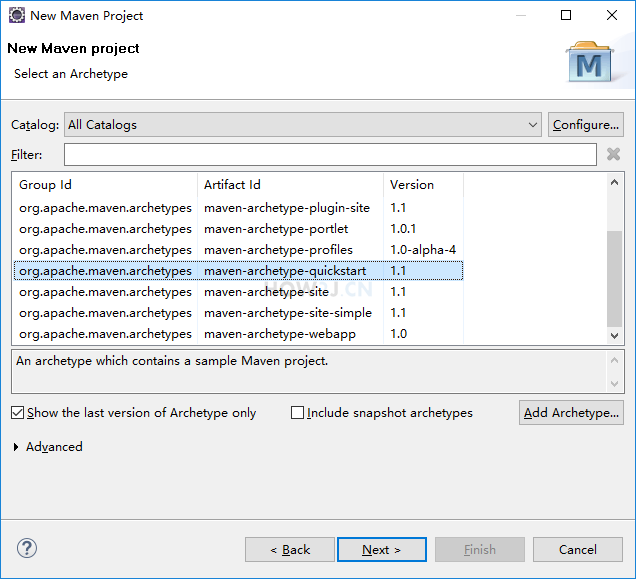 New Maven Project
New Maven project
Select an Archetype
M
Catalog: All Catalogs Configure...
Filter:
Group Id Artifact Id Version
org.apache.maven.archetypes maven-archetype-plugin-site 1.1
org.apache.maven.archetypes maven-archetype-portlet 1.0.1
org.apache.maven.archetypes maven-archetype-profiles 1.0-alpha-4
org.apache.maven.archetypes maven-archetype-quickstart 1.1
HOW2J.CN
org.apache.maven.archetypes maven-archetype-site 1.1
org.apache.maven.archetypes maven-archetype-site-simple 1.1
org.apache.maven.archetypes maven-archetype-webapp 1.0
An archetype which contains a sample Maven project.
Show the last version of Archetype only Include snapshot archetypes Add Archetype...
Advanced
? < Back Next > Finish Cancel